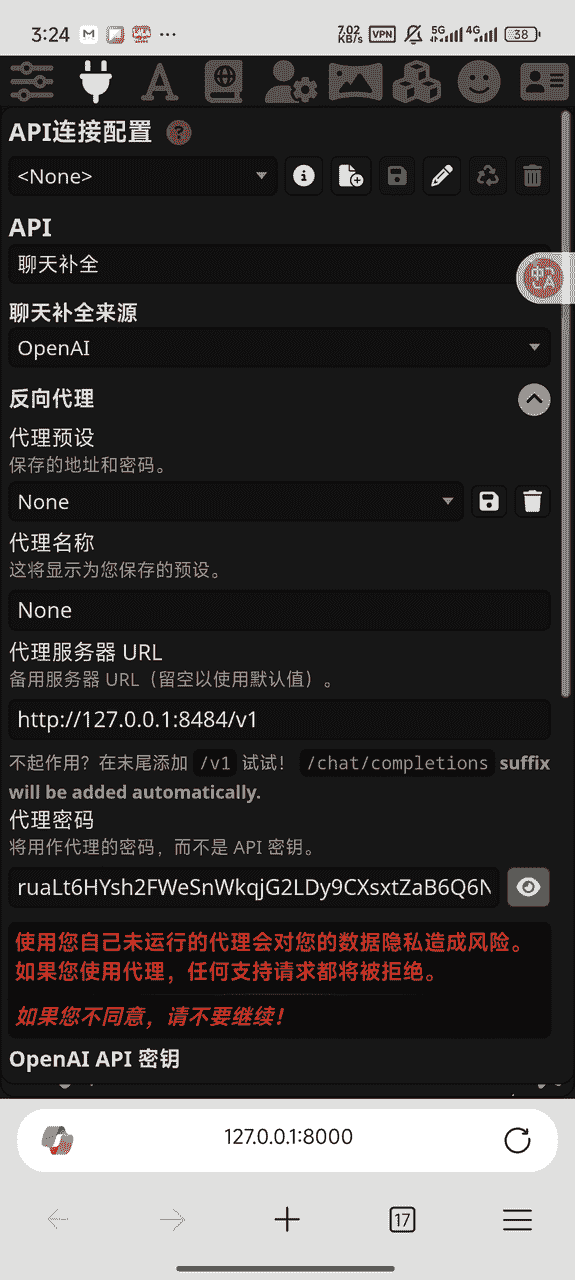 3:24 M ··· 7.02 KB/s VPN 5G 4G 38
API连接配置 ?
<None>
API
聊天补全
聊天补全来源
OpenAI
反向代理
代理预设
保存的地址和密码。
None
代理名称
这将显示为您保存的预设。
None
代理服务器 URL
备用服务器 URL（留空以使用默认值）。
http://127.0.0.1:8484/v1
不起作用？在末尾添加 /v1 试试！ /chat/completions suffix
will be added automatically.
代理密码
将用作代理的密码，而不是 API 密钥。
ruaLt6HYsh2FWeSnWkqjG2LDy9CXsxtZaB6Q6N
使用您自己未运行的代理会对您的数据隐私造成风险。
如果您使用代理，任何支持请求都将被拒绝。
如果您不同意，请不要继续！
OpenAI API 密钥
127.0.0.1:8000
17